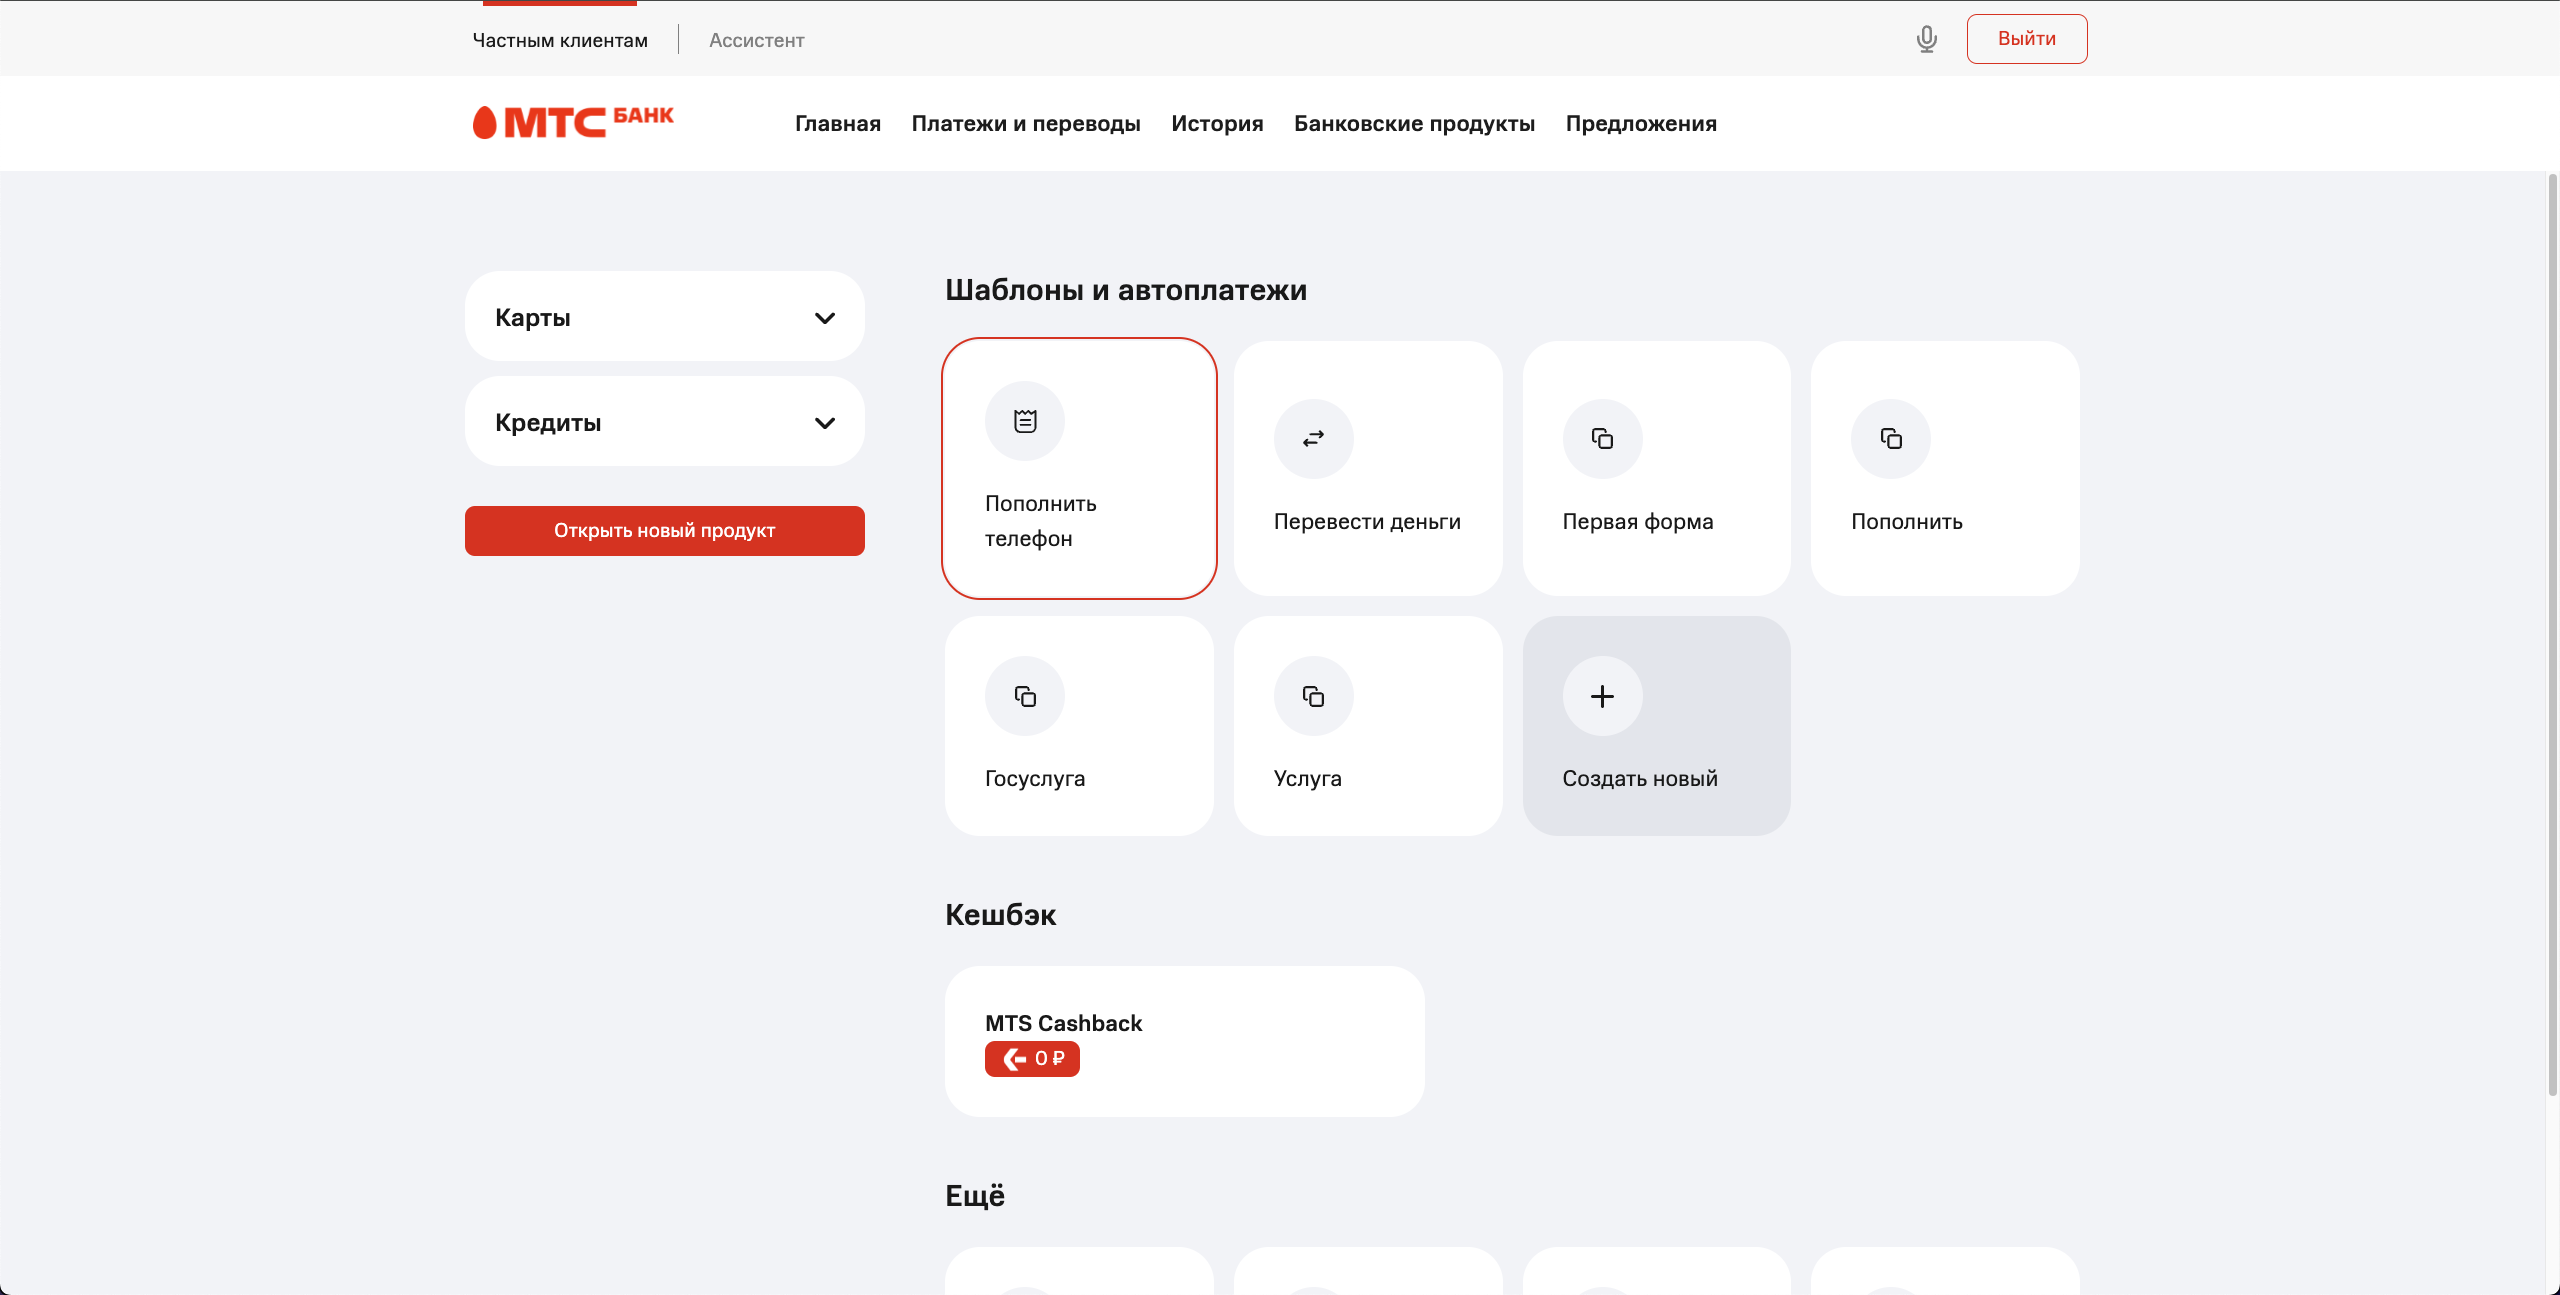 Частным клиентам
Ассистент
Выйти
МТС БАНК
Главная
Платежи и переводы
История
Банковские продукты
Предложения
Карты
Кредиты
Открыть новый продукт
Шаблоны и автоплатежи
Пополнить
телефон
Перевести деньги
Первая форма
Пополнить
Госуслуга
Услуга
Создать новый
Кешбэк
MTS Cashback
0 ₽
Ещё